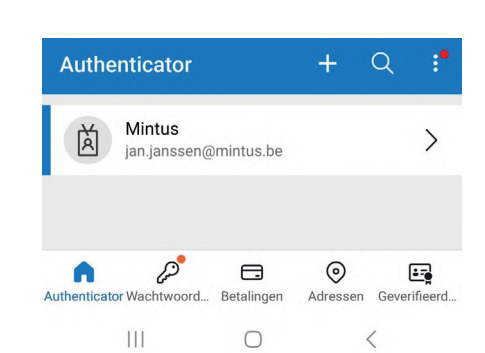 Authenticator
Mintus
jan.janssen@mintus.be
Authenticator Wachtwoord... Betalingen Adressen Geverifieerd...